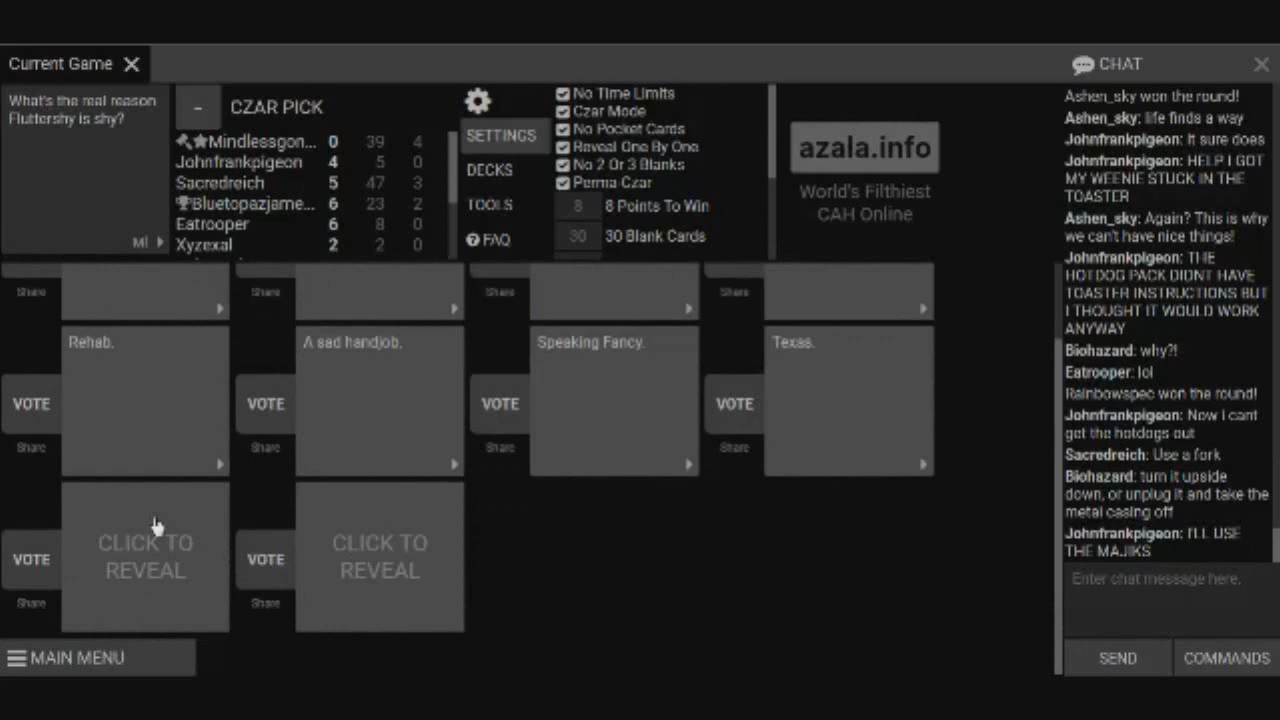 Current Game
What's the real reason
Fluttershy is shy?
MI
-
CZAR PICK
Mindlessgon... 0 39 4
Johnfrankpigeon 4 5 0
Sacredreich 5 47 3
Bluetopazjame... 6 23 2
Eatrooper 6 8 0
Xyzexal 2 2 0
SETTINGS
DECKS
TOOLS
FAQ
No Time Limits
Czar Mode
No Pocket Cards
Reveal One By One
No 2 Or 3 Blanks
Perma-Czar
8 8 Points To Win
30 30 Blank Cards
azala.info
World's Filthiest
CAH Online
Share Share Share Share
Rehab. A sad handjob. Speaking Fancy. Texas.
VOTE VOTE VOTE VOTE
Share Share Share Share
CLICK TO
REVEAL
CLICK TO
REVEAL
VOTE VOTE
Share Share
MAIN MENU
CHAT
Ashen_sky won the round!
Ashen_sky: life finds a way
Johnfrankpigeon: It sure does
Johnfrankpigeon: HELP I GOT
MY WEENIE STUCK IN THE
TOASTER
Ashen_sky: Again? This is why
we can't have nice things!
Johnfrankpigeon: THE
HOTDOG PACK DIDNT HAVE
TOASTER INSTRUCTIONS BUT
I THOUGHT IT WOULD WORK
ANYWAY
Biohazard: why?!
Eatrooper: lol
Rainbowspec won the round!
Johnfrankpigeon: Now i cant
get the hotdogs out
Sacredreich: Use a fork
Biohazard: turn it upside
down, or unplug it and take the
metal casing off
Johnfrankpigeon: I'LL USE
THE MAJIKS
Enter chat message here.
SEND
COMMANDS